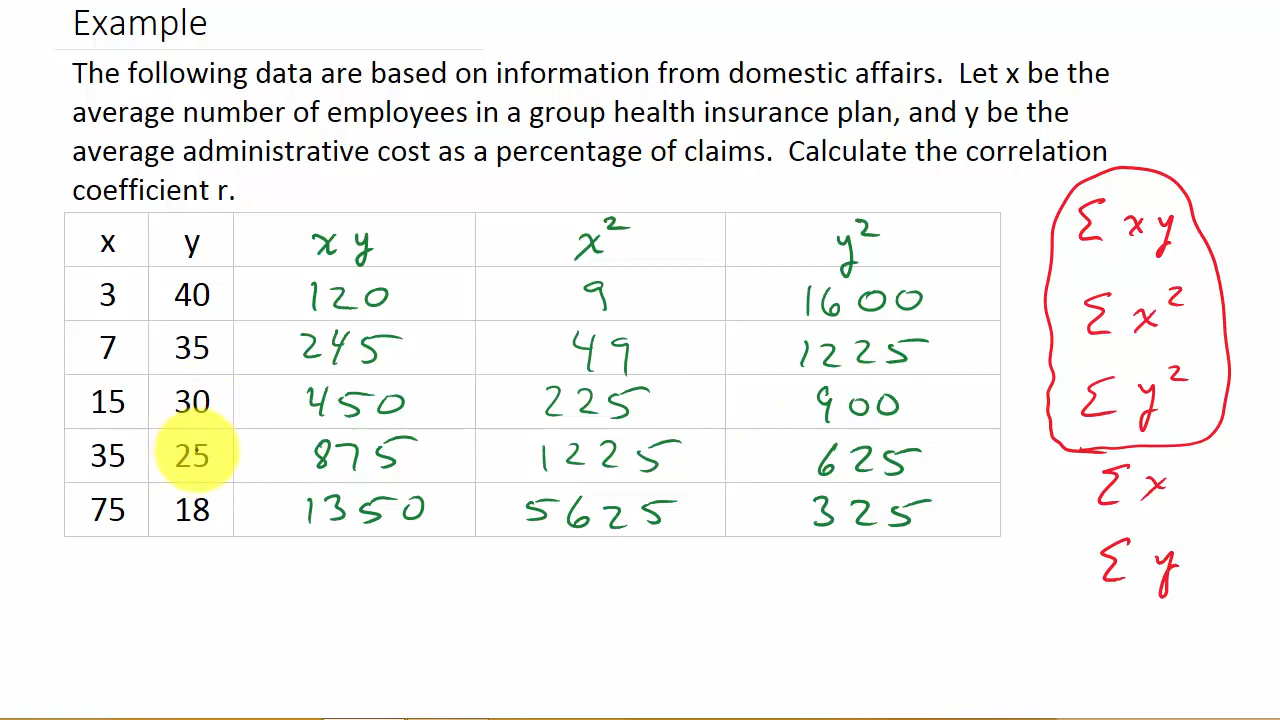 Example
The following data are based on information from domestic affairs. Let x be the
average number of employees in a group health insurance plan, and y be the
average administrative cost as a percentage of claims. Calculate the correlation
coefficient r.
x y xy x²  y²
3 40 120 9 1600
7 35 245 49 1225
15 30 450 225 900
35 25 875 1225 625
75 18 1350 5625 325
Σ xy
Σ x²
Σ y²
Σ x
Σ y